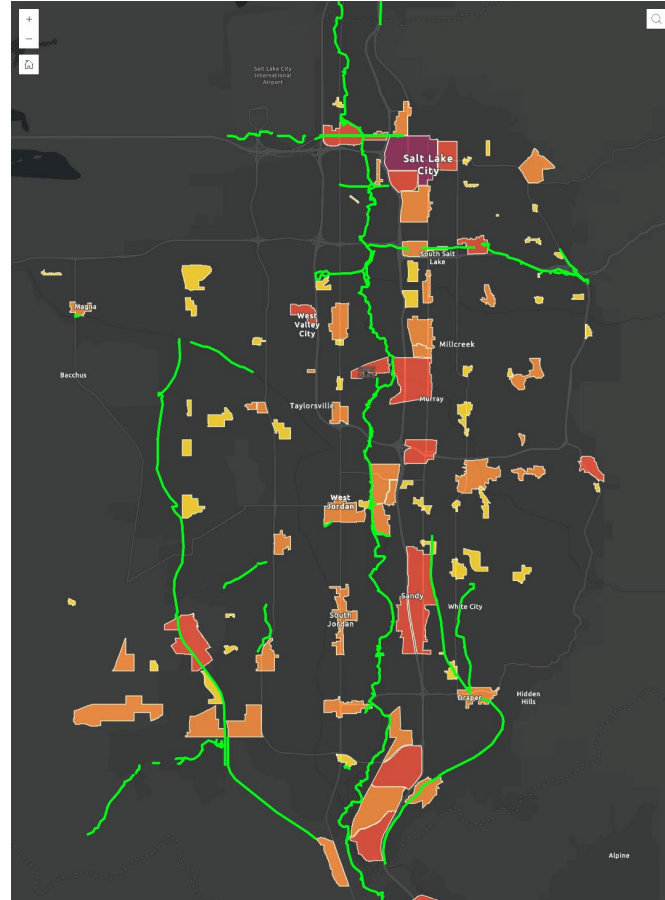 +
−
Salt Lake City
International
Airport
Salt Lake
City
South Salt
Lake
Magna
West
Valley
City
Millcreek
Bacchus
Murray
Taylorsville
West
Jordan
Sandy
White City
South
Jordan
Draper
Hidden
Hills
Alpine